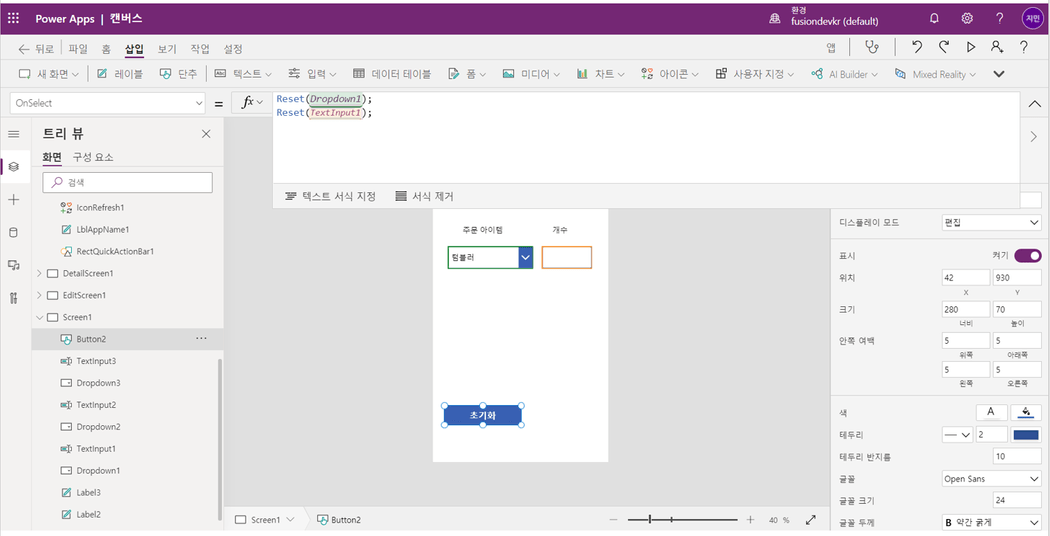 Power Apps | 캔버스
환경
fusiondevkr (default)
?
지민
뒤로 파일 홈 삽입 보기 작업 설정 앱 ?
새 화면 레이블 단추 텍스트 입력 데이터 테이블 폼 미디어 차트 아이콘 사용자 지정 AI Builder Mixed Reality
OnSelect = fx
Reset(Dropdown1);
Reset(TextInput1);
텍스트 서식 지정 서식 제거
트리 뷰
화면 구성 요소
검색
IconRefresh1
LblAppName1
RectQuickActionBar1
DetailScreen1
EditScreen1
Screen1
Button2 ...
TextInput3
Dropdown3
TextInput2
Dropdown2
TextInput1
Dropdown1
Label3
Label2
주문 아이템 개수
텀블러
초기화
Screen1 Button2 40 %
디스플레이 모드 편집
표시 켜기
위치 42 930
X Y
크기 280 70
너비 높이
안쪽 여백 5 5
위쪽 아래쪽
5 5
왼쪽 오른쪽
색 A
테두리 2
테두리 반지름 10
글꼴 Open Sans
글꼴 크기 24
글꼴 두께 B 약간 굵게